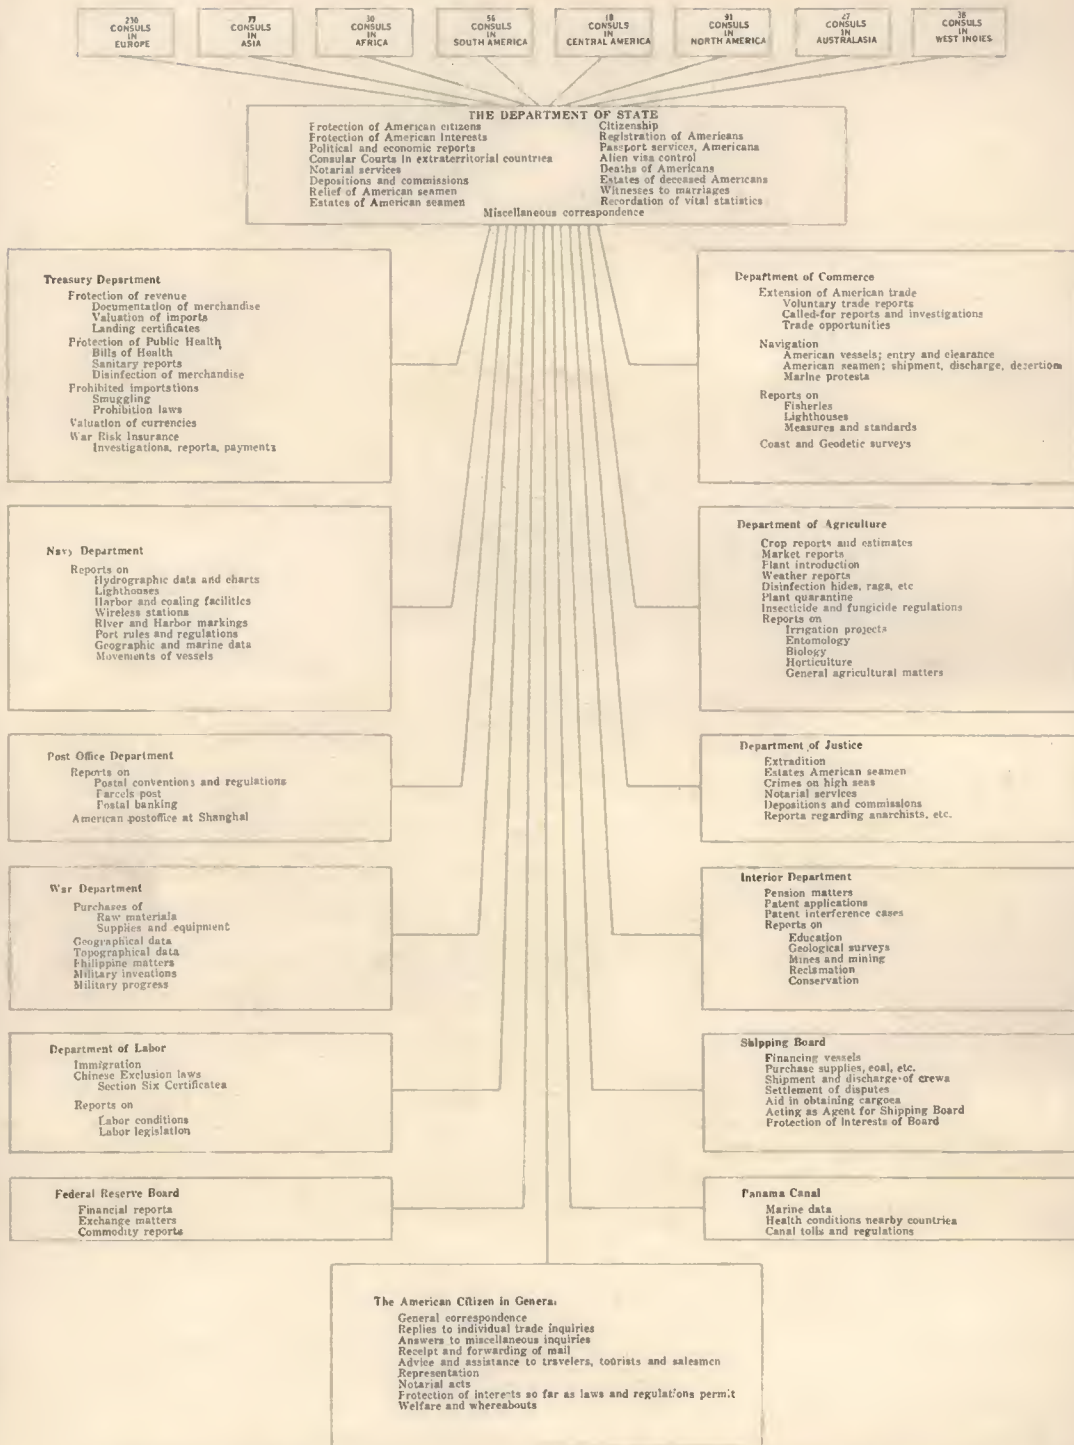 230
CONSULS
IN
EUROPE
CONSULS
IN
ASIA
30
CONSULS
IN
AFRICA
56
CONSULS
IN
SOUTH AMERICA
18
CONSULS
IN
CENTRAL AMERICA
91
CONSULS
IN
NORTH AMERICA
27
CONSULS
IN
AUSTRALASIA
38
CONSULS
IN
WEST INDIES
THE DEPARTMENT OF STATE
Protection of American citizens
Protection of American Interests
Political and economic reports
Consular Courts in extraterritorial countries
Notarial services
Depositions and commissions
Relief of American seamen
Estates of American seamen
Citizenship
Registration of Americans
Passport services, Americans
Alien visa control
Deaths of Americans
Estates of deceased Americans
Witnesses to marriages
Recordation of vital statistics
Miscellaneous correspondence
Treasury Department
Protection of revenue
Documentation of merchandise
Valuation of imports
Landing certificates
Protection of Public Health
Bills of Health
Sanitary reports
Disinfection of merchandise
Prohibited importations
Smuggling
Prohibition laws
Valuation of currencies
War Risk Insurance
Investigations, reports, payments
Department of Commerce
Extension of American trade
Voluntary trade reports
Called-for reports and investigations
Trade opportunities
Navigation
American vessels; entry and clearance
American seamen; shipment, discharge, desertions
Marine protests
Reports on
Fisheries
Lighthouses
Measures and standards
Coast and Geodetic surveys
Navy Department
Reports on
Hydrographic data and charts
Lighthouses
Harbor and coaling facilities
Wireless stations
River and Harbor markings
Port rules and regulations
Geographic and marine data
Movements of vessels
Department of Agriculture
Crop reports and estimates
Market reports
Plant introduction
Weather reports
Disinfection hides, rags, etc
Plant quarantine
Insecticide and fungicide regulations
Reports on
Irrigation projects
Entomology
Biology
Horticulture
General agricultural matters
Post Office Department
Reports on
Postal conventions and regulations
Parcels post
Postal banking
American postoffice at Shanghai
Department of Justice
Extradition
Estates American seamen
Crimes on high seas
Notarial services
Depositions and commissions
Reports regarding anarchists, etc.
War Department
Purchases of
Raw materials
Supplies and equipment
Geographical data
Topographical data
Philippine matters
Military inventions
Military progress
Interior Department
Pension matters
Patent applications
Patent interference cases
Reports on
Education
Geological surveys
Mines and mining
Reclamation
Conservation
Department of Labor
Immigration
Chinese Exclusion laws
Section Six Certificates
Reports on
Labor conditions
Labor legislation
Shipping Board
Financing vessels
Purchase supplies, coal, etc.
Shipment and discharge of crews
Settlement of disputes
Aid in obtaining cargoes
Acting as Agent for Shipping Board
Protection of Interests of Board
Federal Reserve Board
Financial reports
Exchange matters
Commodity reports
Panama Canal
Marine data
Health conditions nearby countries
Canal tolls and regulations
The American Citizen in General
General correspondence
Replies to individual trade inquiries
Answers to miscellaneous inquiries
Receipt and forwarding of mail
Advice and assistance to travelers, tourists and salesmen
Representation
Notarial acts
Protection of interests so far as laws and regulations permit
Welfare and whereabouts